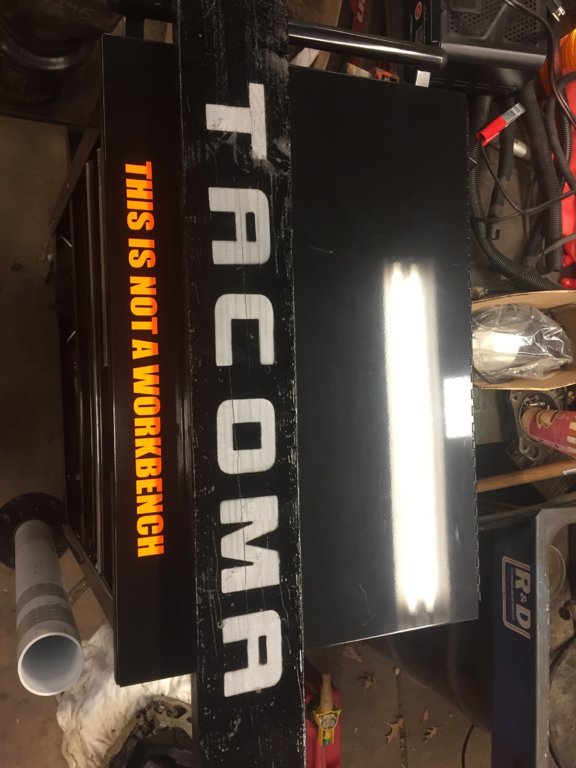 TACOMA
THIS IS NOT A WORKBENCH
R&D